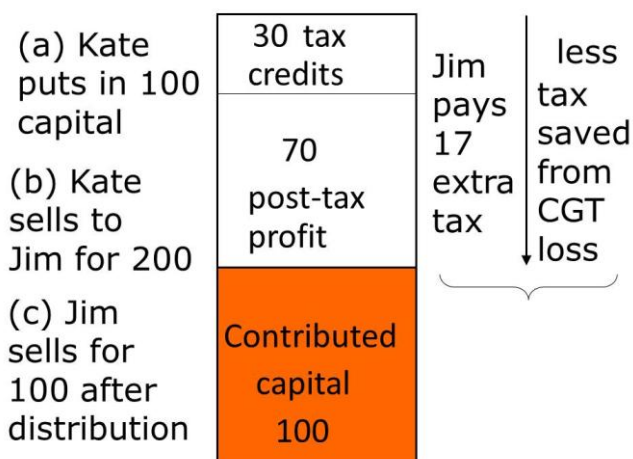 (a) Kate
puts in 100
capital
(b) Kate
sells to
Jim for 200
(c) Jim
sells for
100 after
distribution
30 tax
credits
70
post-tax
profit
Contributed
capital
100
Jim
pays
17
extra
tax
less
tax
saved
from
CGT
loss